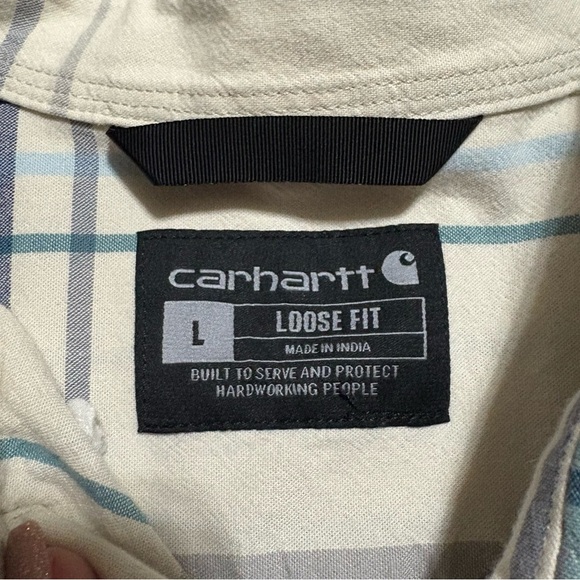 carhartt
L
LOOSE FIT
MADE IN INDIA
BUILT TO SERVE AND PROTECT
HARDWORKING PEOPLE